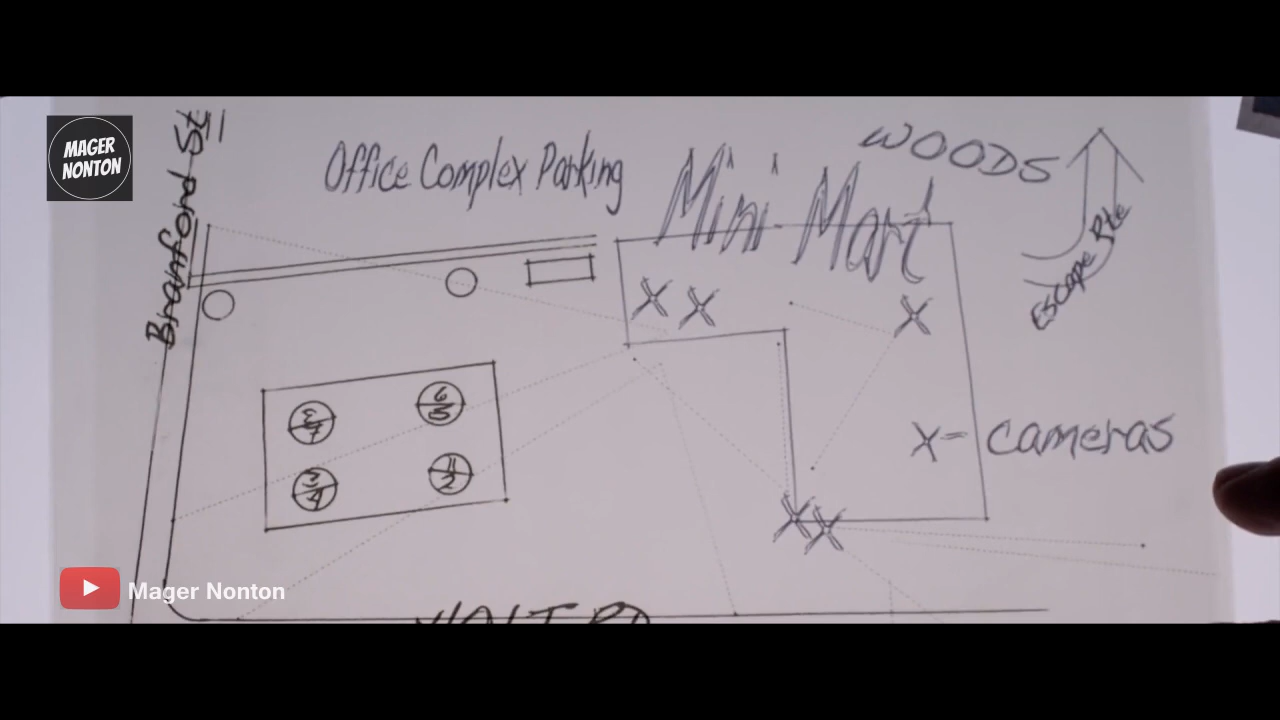 MAGER
NONTON
Branford St
Office Complex Parking
Mini-Mart
WOODS
Escape Rte
X X
X
X - cameras
X X
Mager Nonton